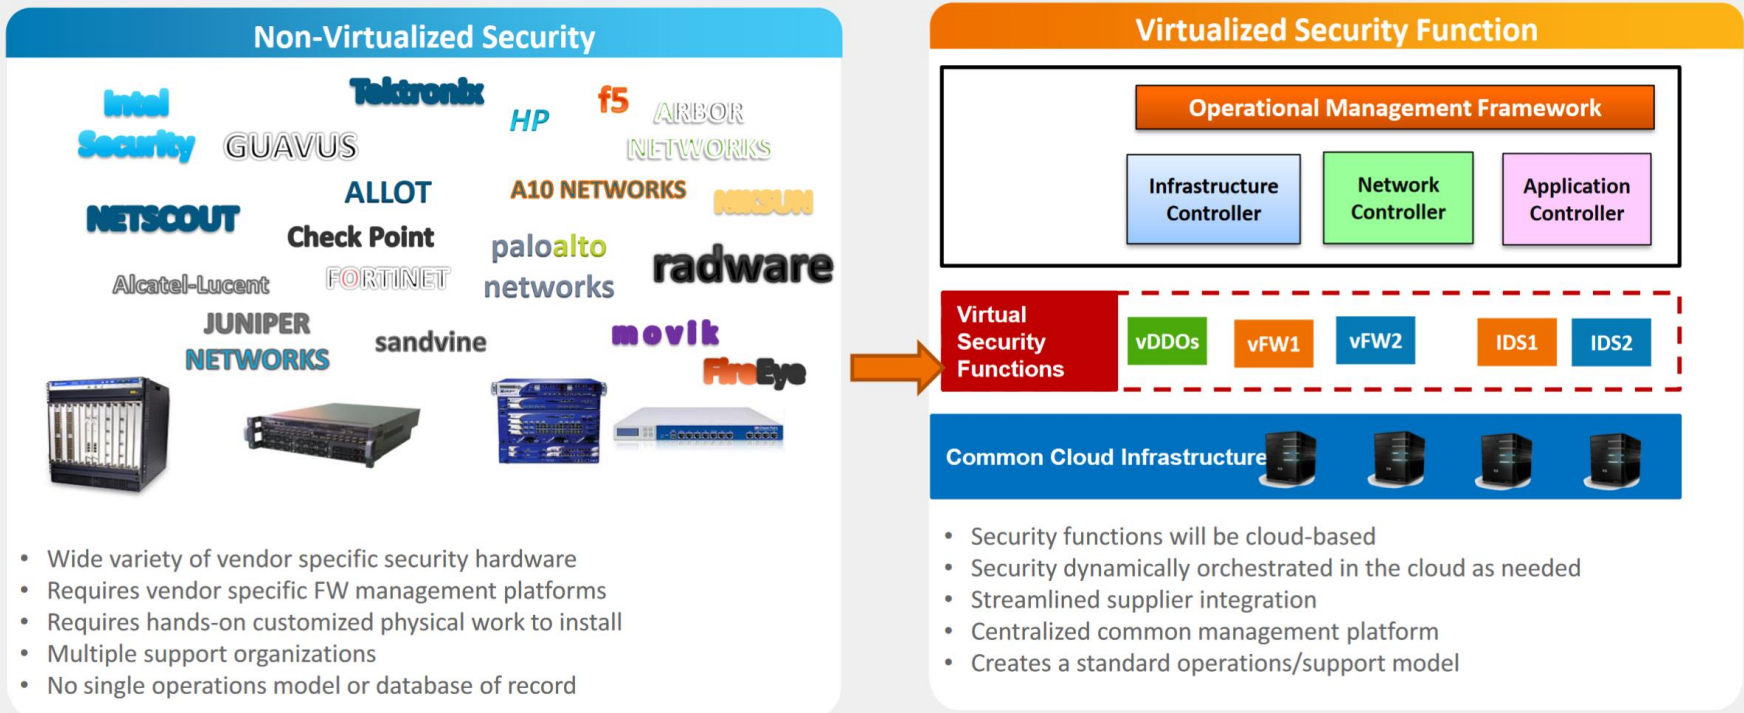 Non-Virtualized Security
Intel
Security
Tektronix
HP
f5
ARBOR
NETWORKS
GUAVUS
ALLOT
A10 NETWORKS
NIKSUN
NETSCOUT
Check Point
paloalto
networks
radware
Alcatel-Lucent
FORTINET
JUNIPER
NETWORKS
sandvine
movik
FireEye
• Wide variety of vendor specific security hardware
• Requires vendor specific FW management platforms
• Requires hands-on customized physical work to install
• Multiple support organizations
• No single operations model or database of record
Virtualized Security Function
Operational Management Framework
Infrastructure
Controller
Network
Controller
Application
Controller
Virtual
Security
Functions
vDDOs
vFW1
vFW2
IDS1
IDS2
Common Cloud Infrastructure
• Security functions will be cloud-based
• Security dynamically orchestrated in the cloud as needed
• Streamlined supplier integration
• Centralized common management platform
• Creates a standard operations/support model